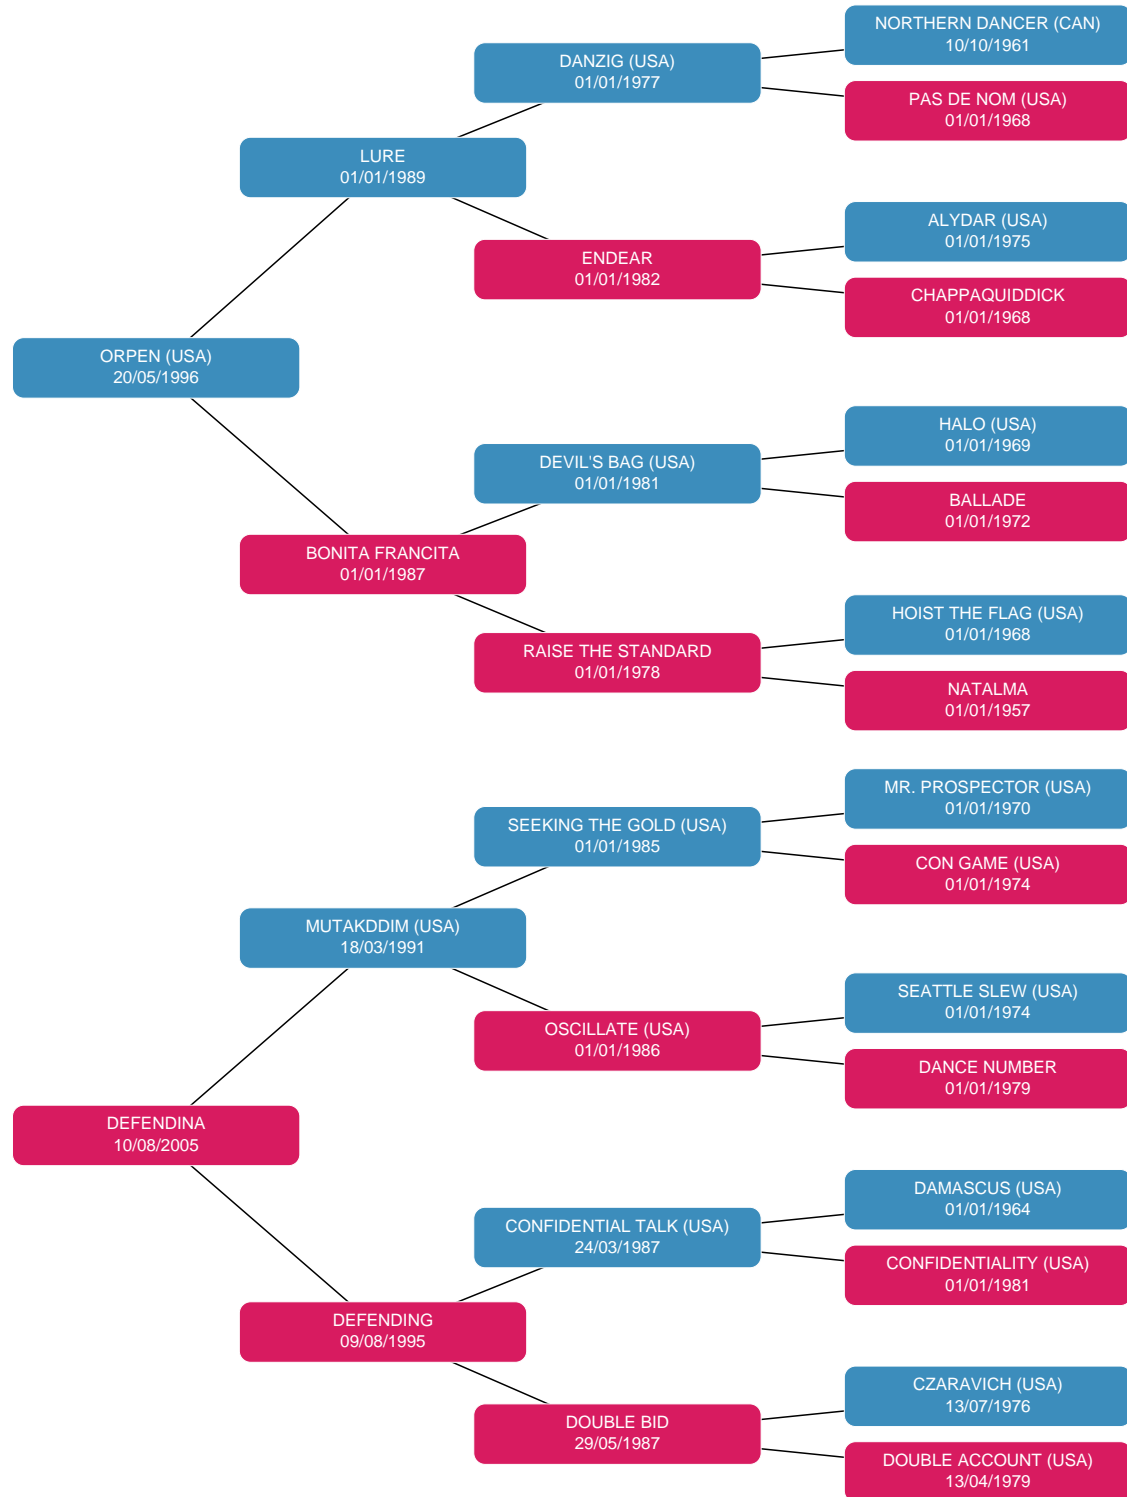 NORTHERN DANCER (CAN)
10/10/1961
DANZIG (USA)
01/01/1977
PAS DE NOM (USA)
01/01/1968
LURE
01/01/1989
ALYDAR (USA)
01/01/1975
ENDEAR
01/01/1982
CHAPPAQUIDDICK
01/01/1968
ORPEN (USA)
20/05/1996
HALO (USA)
01/01/1969
DEVIL'S BAG (USA)
01/01/1981
BALLADE
01/01/1972
BONITA FRANCITA
01/01/1987
HOIST THE FLAG (USA)
01/01/1968
RAISE THE STANDARD
01/01/1978
NATALMA
01/01/1957
MR. PROSPECTOR (USA)
01/01/1970
SEEKING THE GOLD (USA)
01/01/1985
CON GAME (USA)
01/01/1974
MUTAKDDIM (USA)
18/03/1991
SEATTLE SLEW (USA)
01/01/1974
OSCILLATE (USA)
01/01/1986
DANCE NUMBER
01/01/1979
DEFENDINA
10/08/2005
DAMASCUS (USA)
01/01/1964
CONFIDENTIAL TALK (USA)
24/03/1987
CONFIDENTIALITY (USA)
01/01/1981
DEFENDING
09/08/1995
CZARAVICH (USA)
13/07/1976
DOUBLE BID
29/05/1987
DOUBLE ACCOUNT (USA)
13/04/1979